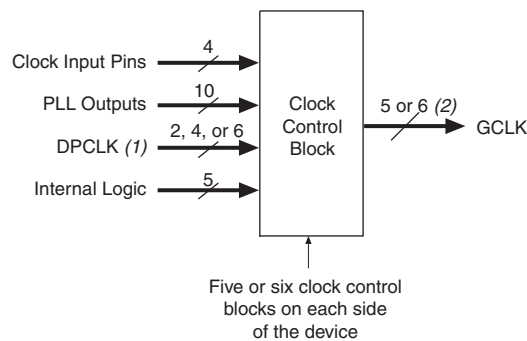 Clock Input Pins
4
PLL Outputs
10
DPCLK (1)
2, 4, or 6
Internal Logic
5
Clock
Control
Block
5 or 6 (2)
GCLK
Five or six clock control
blocks on each side
of the device